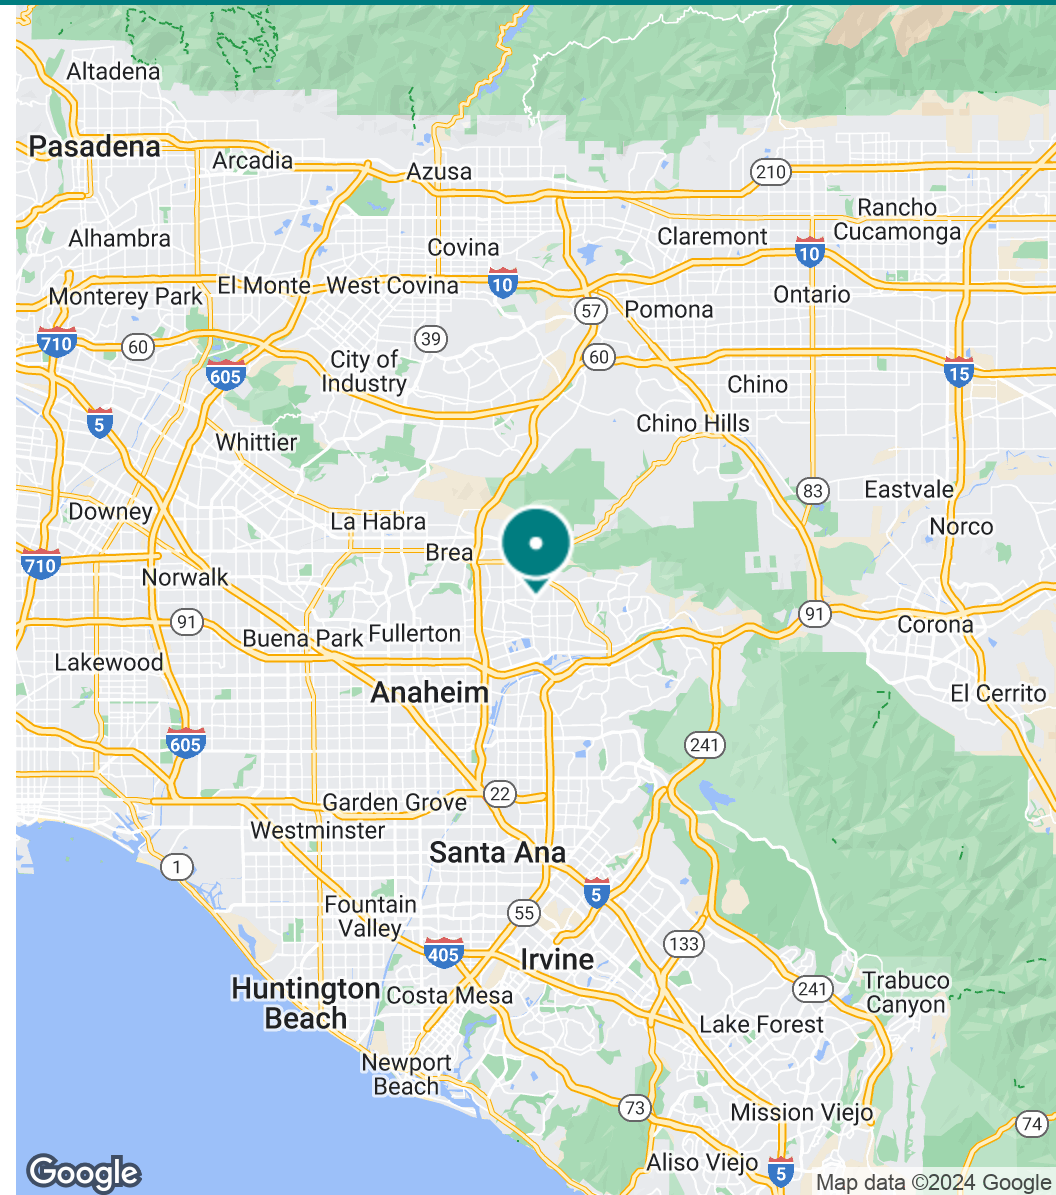 Altadena
Pasadena
Arcadia
Azusa
210
Rancho
Cucamonga
Alhambra
Covina
Claremont
10
El Monte
West Covina
10
Monterey Park
Ontario
57
Pomona
710
60
39
60
City of
Industry
605
15
Chino
5
Chino Hills
Whittier
83
Eastvale
Downey
La Habra
Norco
Brea
710
Norwalk
91
91
Buena Park
Fullerton
Corona
Lakewood
Anaheim
El Cerrito
605
241
22
Garden Grove
Westminster
Santa Ana
1
5
Fountain
Valley
55
133
405
Irvine
Huntington
Beach
Costa Mesa
241
Trabuco
Canyon
Lake Forest
Newport
Beach
73
Mission Viejo
74
Aliso Viejo
5
Google
Map data ©2024 Google